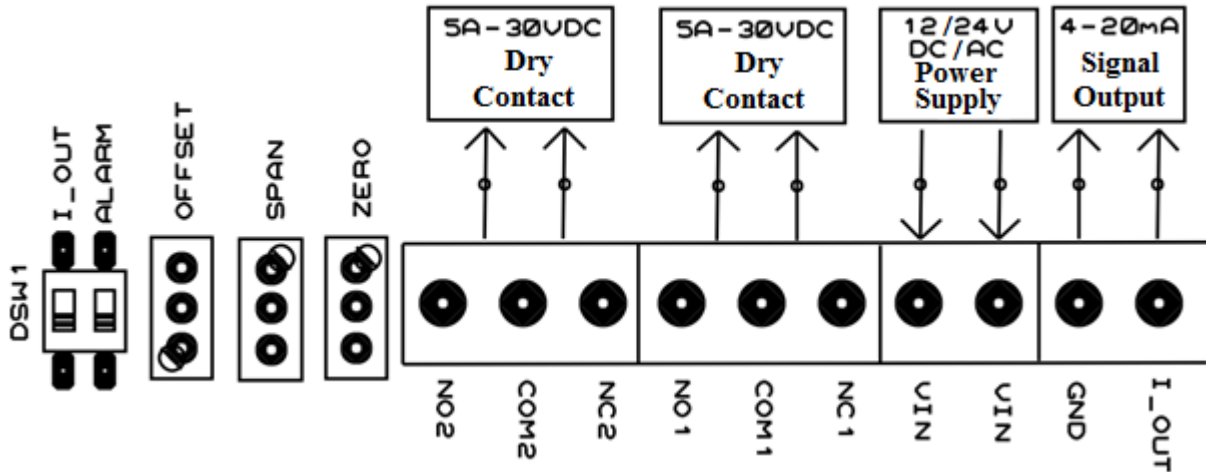 5A-30VDC
Dry
Contact
5A-30VDC
Dry
Contact
12/24V
DC/AC
Power
Supply
4-20mA
Signal
Output
I_OUT
ALARM
OFFSET
SPAN
ZERO
DSW1
NO2
COM2
NC2
NO1
COM1
NC1
VIN
VIN
GND
I_OUT